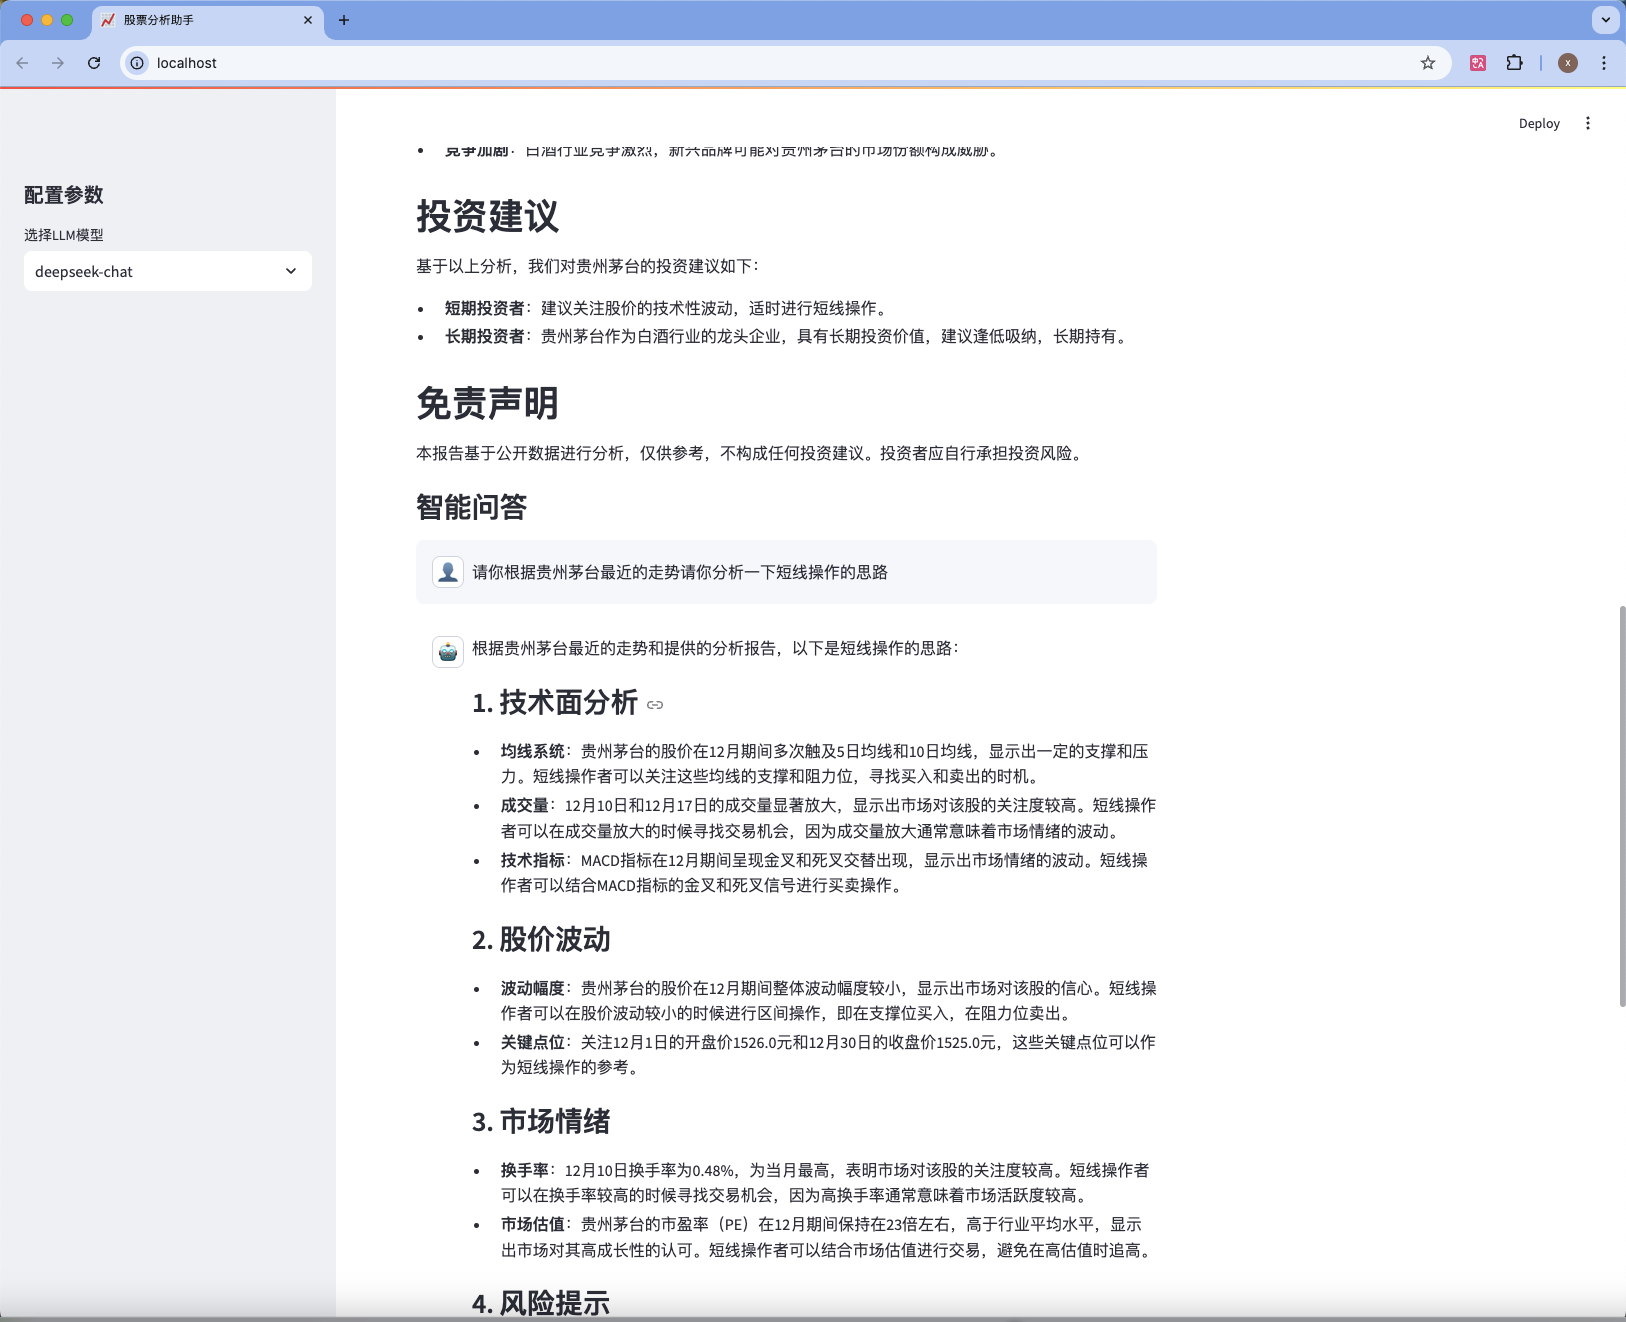 股票分析助手
localhost
Deploy
配置参数
选择LLM模型
deepseek-chat
竞争加剧：白酒行业竞争激烈，新兴品牌可能对贵州茅台的市场份额构成威胁。
投资建议
基于以上分析，我们对贵州茅台的投资建议如下：
短期投资者：建议关注股价的技术性波动，适时进行短线操作。
长期投资者：贵州茅台作为白酒行业的龙头企业，具有长期投资价值，建议逢低吸纳，长期持有。
免责声明
本报告基于公开数据进行分析，仅供参考，不构成任何投资建议。投资者应自行承担投资风险。
智能问答
请你根据贵州茅台最近的走势请你分析一下短线操作的思路
根据贵州茅台最近的走势和提供的分析报告，以下是短线操作的思路：
1. 技术面分析
均线系统：贵州茅台的股价在12月期间多次触及5日均线和10日均线，显示出一定的支撑和压
力。短线操作者可以关注这些均线的支撑和阻力位，寻找买入和卖出的时机。
成交量：12月10日和12月17日的成交量显著放大，显示出市场对该股的关注度较高。短线操作
者可以在成交量放大的时候寻找交易机会，因为成交量放大通常意味着市场情绪的波动。
技术指标：MACD指标在12月期间呈现金叉和死叉交替出现，显示出市场情绪的波动。短线操
作者可以结合MACD指标的金叉和死叉信号进行买卖操作。
2. 股价波动
波动幅度：贵州茅台的股价在12月期间整体波动幅度较小，显示出市场对该股的信心。短线操
作者可以在股价波动较小的时候进行区间操作，即在支撑位买入，在阻力位卖出。
关键点位：关注12月1日的开盘价1526.0元和12月30日的收盘价1525.0元，这些关键点位可以作
为短线操作的参考。
3. 市场情绪
换手率：12月10日换手率为0.48%，为当月最高，表明市场对该股的关注度较高。短线操作者
可以在换手率较高的时候寻找交易机会，因为高换手率通常意味着市场活跃度较高。
市场估值：贵州茅台的市盈率（PE）在12月期间保持在23倍左右，高于行业平均水平，显示
出市场对其高成长性的认可。短线操作者可以结合市场估值进行交易，避免在高估值时追高。
4. 风险提示